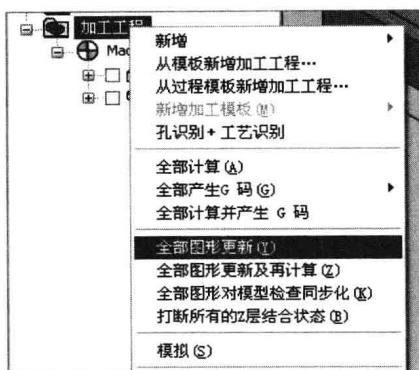 加工工程
Mac
新增
从模板新增加工工程…
从过程模板新增加工工程…
新增加工模板(M)
孔识别+工艺识别
全部计算(A)
全部产生G 码(G)
全部计算并产生 G 码
全部图形更新(Y)
全部图形更新及再计算(Z)
全部图形对模型检查同步化(K)
打断所有的Z层结合状态(B)
模拟(S)